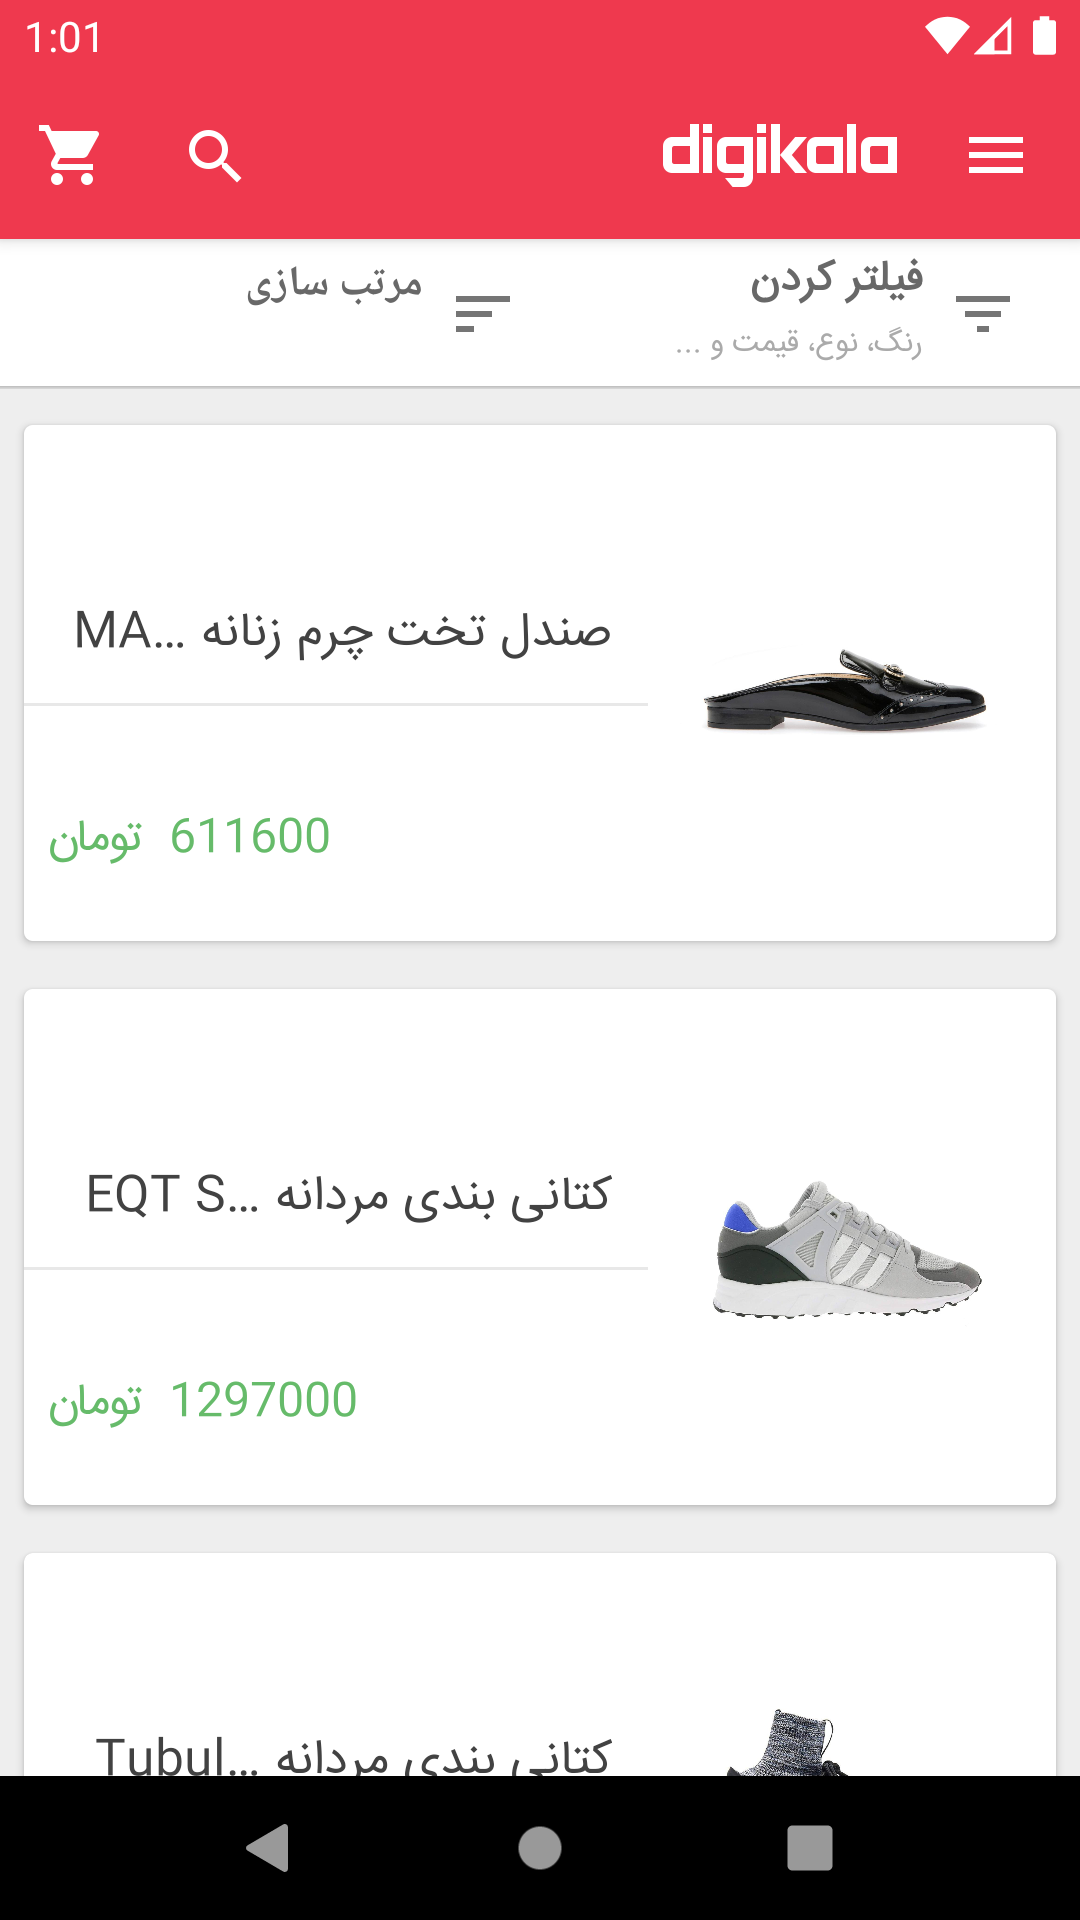 1:01
digikala
فیلتر کردن
رنگ، نوع، قیمت و ...
مرتب سازی
صندل تخت چرم زنانه MA...
611600 تومان
کتانی بندی مردانه EQT S...
1297000 تومان
کتانی بندی مردانه Tubul...